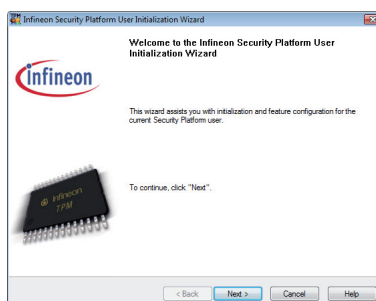 Infineon Security Platform User Initialization Wizard
Welcome to the Infineon Security Platform User
Initialization Wizard
infineon
This wizard assists you with initialization and feature configuration for the
current Security Platform user.
Infineon
TPM
To continue, click "Next".
< Back
Next >
Cancel
Help